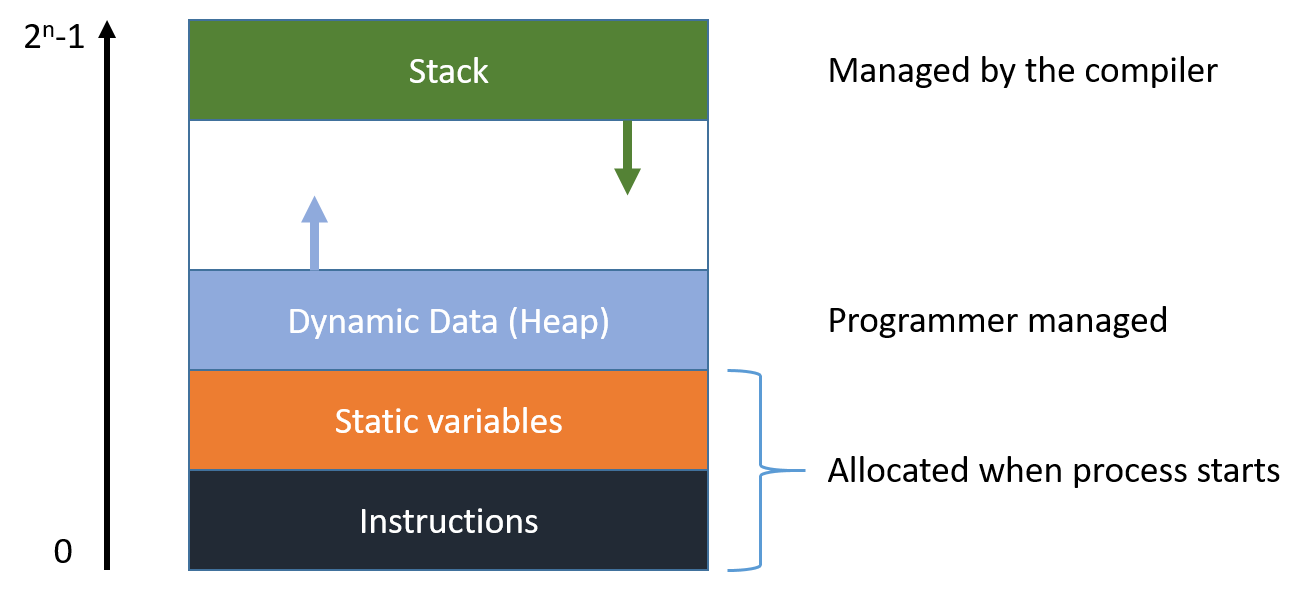 2ⁿ-1
Stack
Managed by the compiler
Dynamic Data (Heap)
Programmer managed
Static variables
Allocated when process starts
Instructions
0